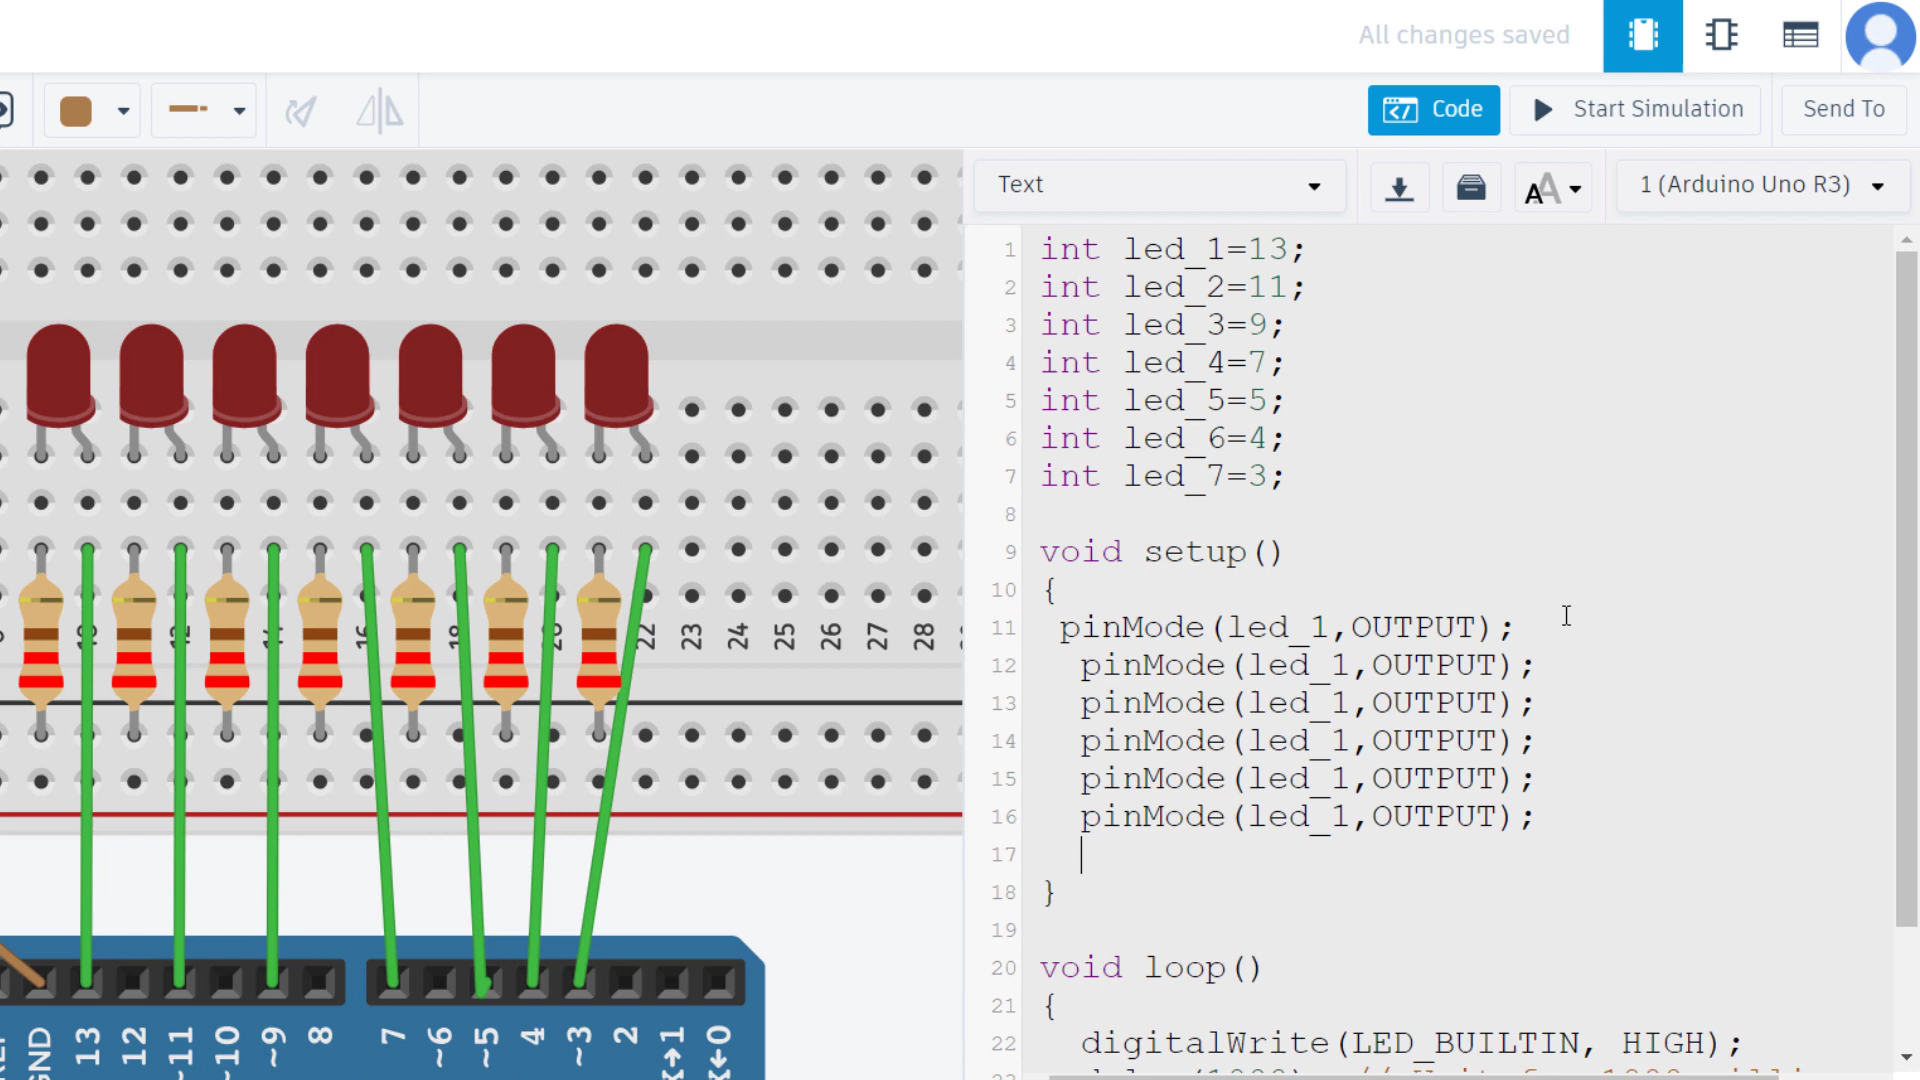 All changes saved
Code
Start Simulation
Send To
Text
1 (Arduino Uno R3)
1 int led_1=13;
2 int led_2=11;
3 int led_3=9;
4 int led_4=7;
5 int led_5=5;
6 int led_6=4;
7 int led_7=3;
8
9 void setup()
10 {
11 pinMode(led_1,OUTPUT);
12 pinMode(led_1,OUTPUT);
13 pinMode(led_1,OUTPUT);
14 pinMode(led_1,OUTPUT);
15 pinMode(led_1,OUTPUT);
16 pinMode(led_1,OUTPUT);
17
18 }
19
20 void loop()
21 {
22 digitalWrite(LED_BUILTIN, HIGH);
22 23 24 25 26 27 28
GND 13 12 ~11 ~10 ~9 8 7 ~6 ~5 4 ~3 2